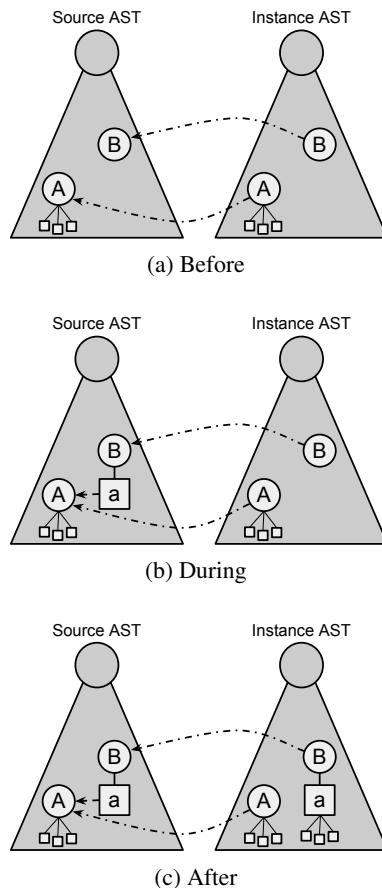 Source AST Instance AST
B B
A A
(a) Before
Source AST Instance AST
B B
A a A
(b) During
Source AST Instance AST
B B
A a A a
(c) After